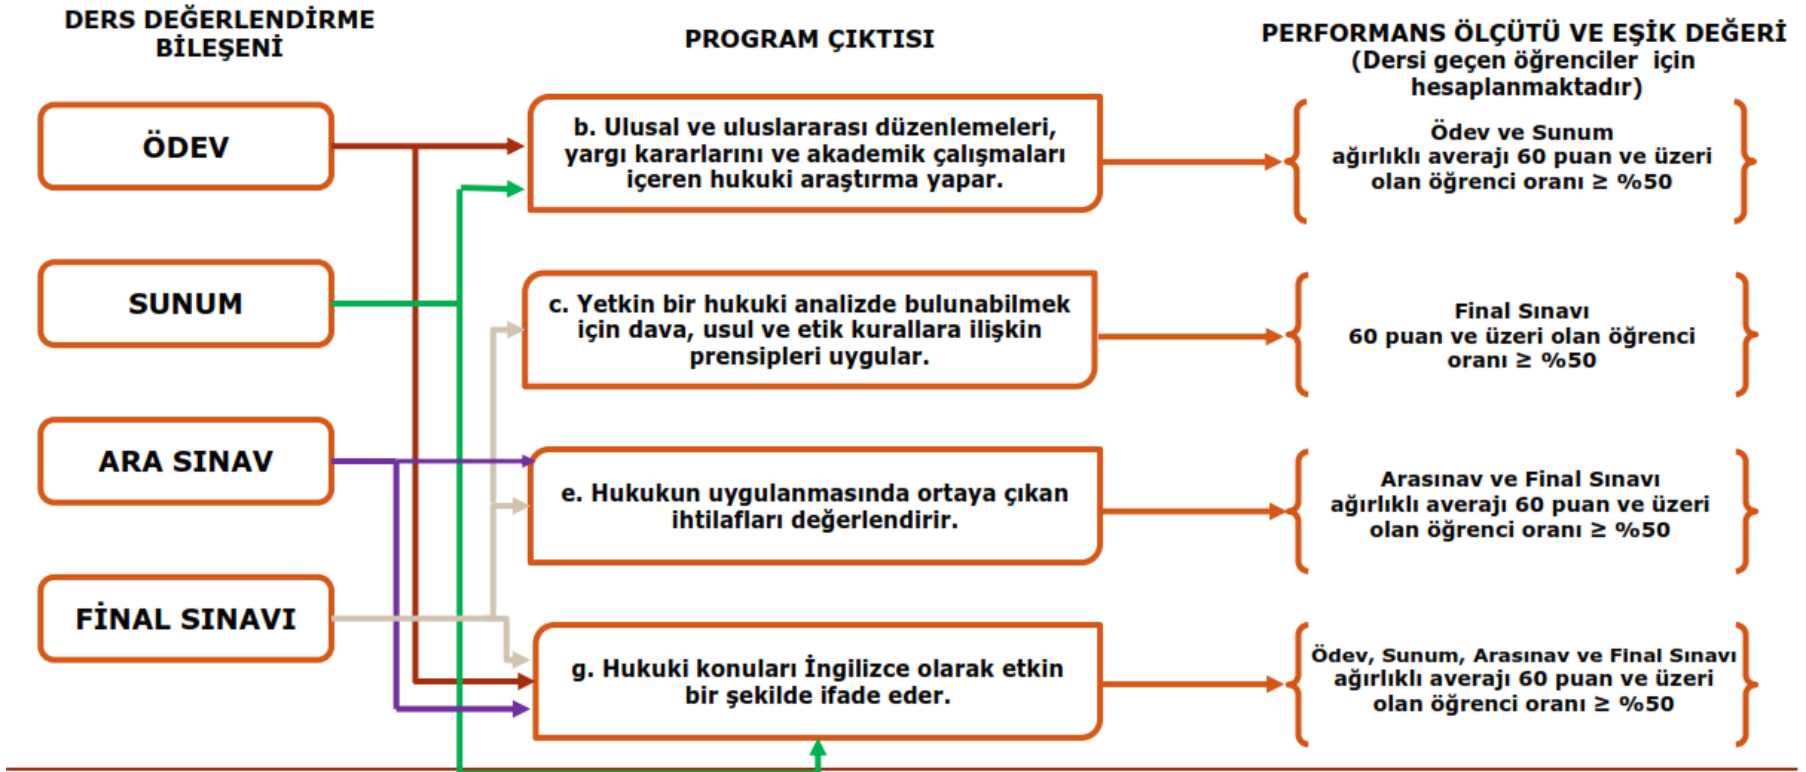 DERS DEĞERLENDİRME
BİLEŞENİ
PROGRAM ÇIKTISI
PERFORMANS ÖLÇÜTÜ VE EŞİK DEĞERİ
(Dersi geçen öğrenciler için
hesaplanmaktadır)
ÖDEV
b. Ulusal ve uluslararası düzenlemeleri,
yargı kararlarını ve akademik çalışmaları
içeren hukuki araştırma yapar.
Ödev ve Sunum
ağırlıklı averajı 60 puan ve üzeri
olan öğrenci oranı ≥ %50
SUNUM
c. Yetkin bir hukuki analizde bulunabilmek
için dava, usul ve etik kurallara ilişkin
prensipleri uygular.
Final Sınavı
60 puan ve üzeri olan öğrenci
oranı ≥ %50
ARA SINAV
e. Hukukun uygulanmasında ortaya çıkan
ihtilafları değerlendirir.
Arasınav ve Final Sınavı
ağırlıklı averajı 60 puan ve üzeri
olan öğrenci oranı ≥ %50
FİNAL SINAVI
g. Hukuki konuları İngilizce olarak etkin
bir şekilde ifade eder.
Ödev, Sunum, Arasınav ve Final Sınavı
ağırlıklı averajı 60 puan ve üzeri
olan öğrenci oranı ≥ %50